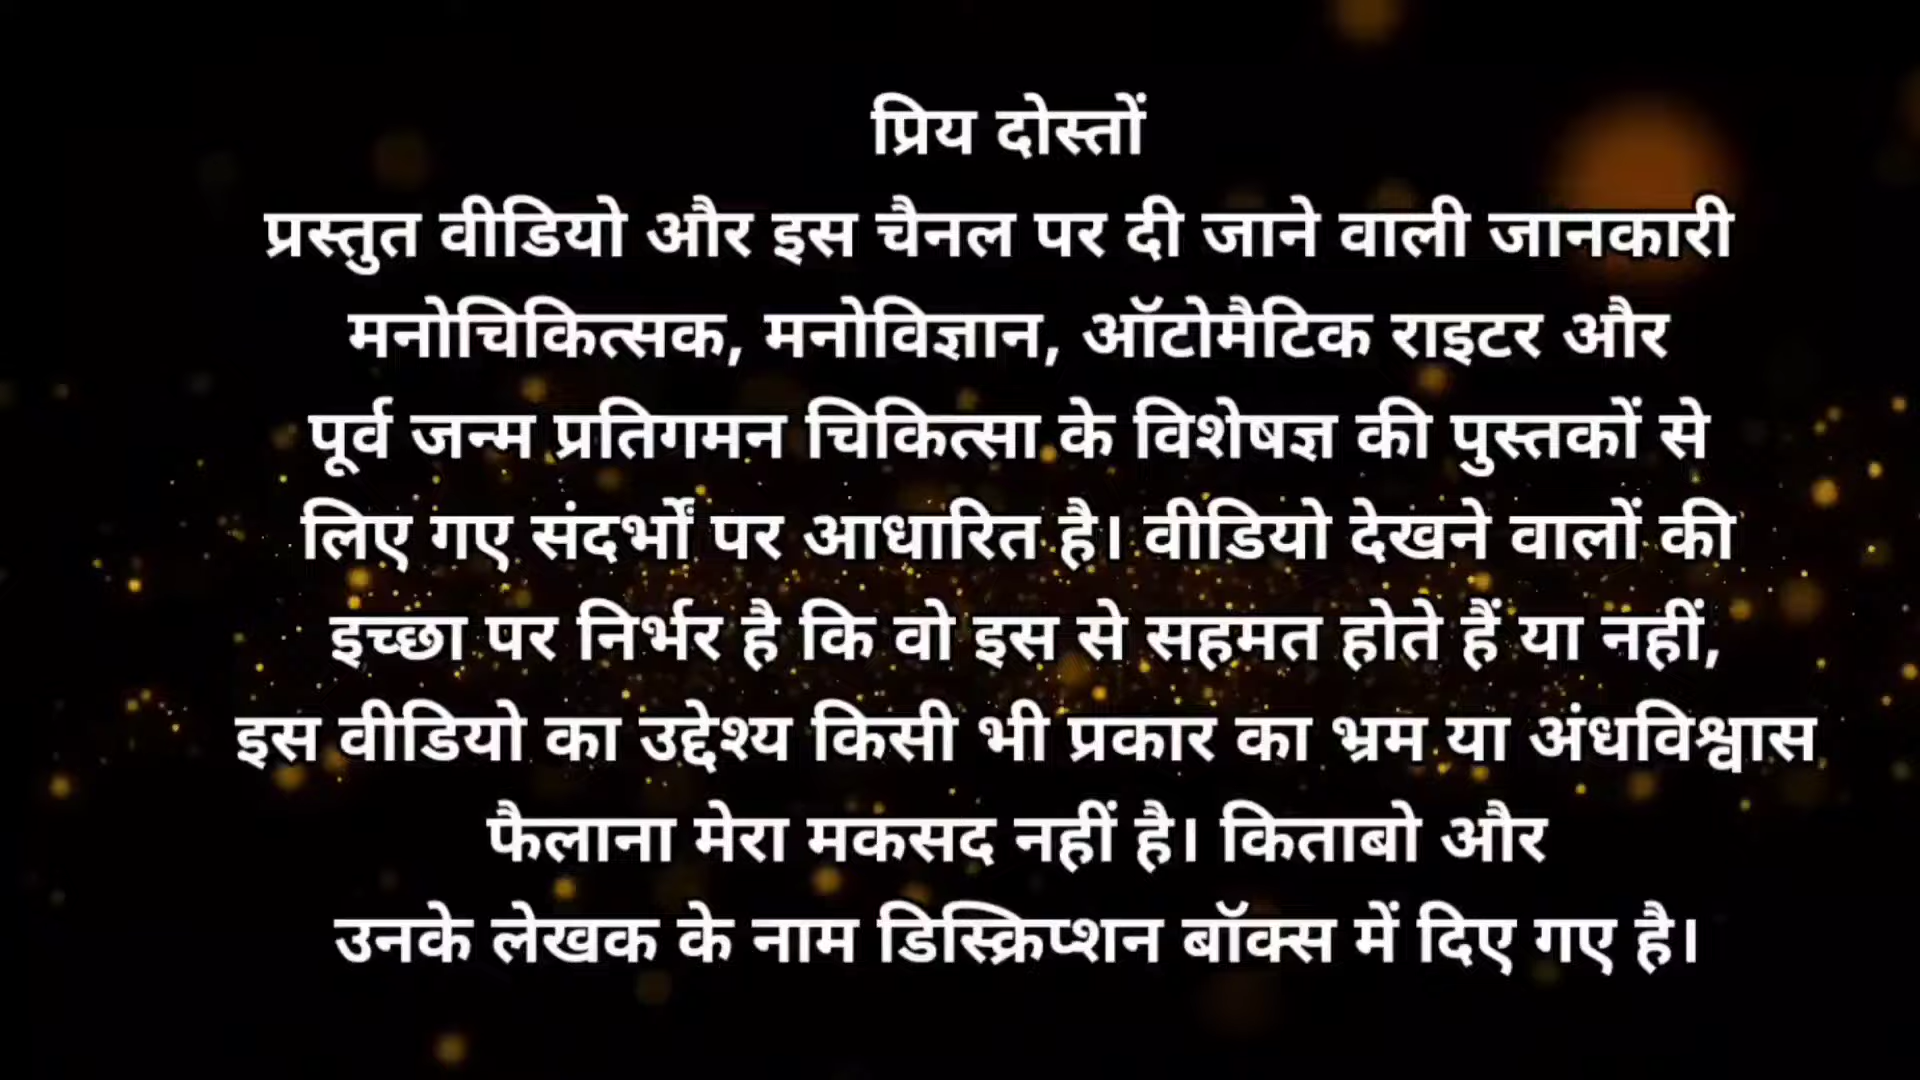 प्रिय दोस्तों
प्रस्तुत वीडियो और इस चैनल पर दी जाने वाली जानकारी
मनोचिकित्सक, मनोविज्ञान, ऑटोमैटिक राइटर और
पूर्व जन्म प्रतिगमन चिकित्सा के विशेषज्ञ की पुस्तकों से
लिए गए संदर्भों पर आधारित है। वीडियो देखने वालों की
इच्छा पर निर्भर है कि वो इस से सहमत होते हैं या नहीं,
इस वीडियो का उद्देश्य किसी भी प्रकार का भ्रम या अंधविश्वास
फैलाना मेरा मकसद नहीं है। किताबो और
उनके लेखक के नाम डिस्क्रिप्शन बॉक्स में दिए गए है।